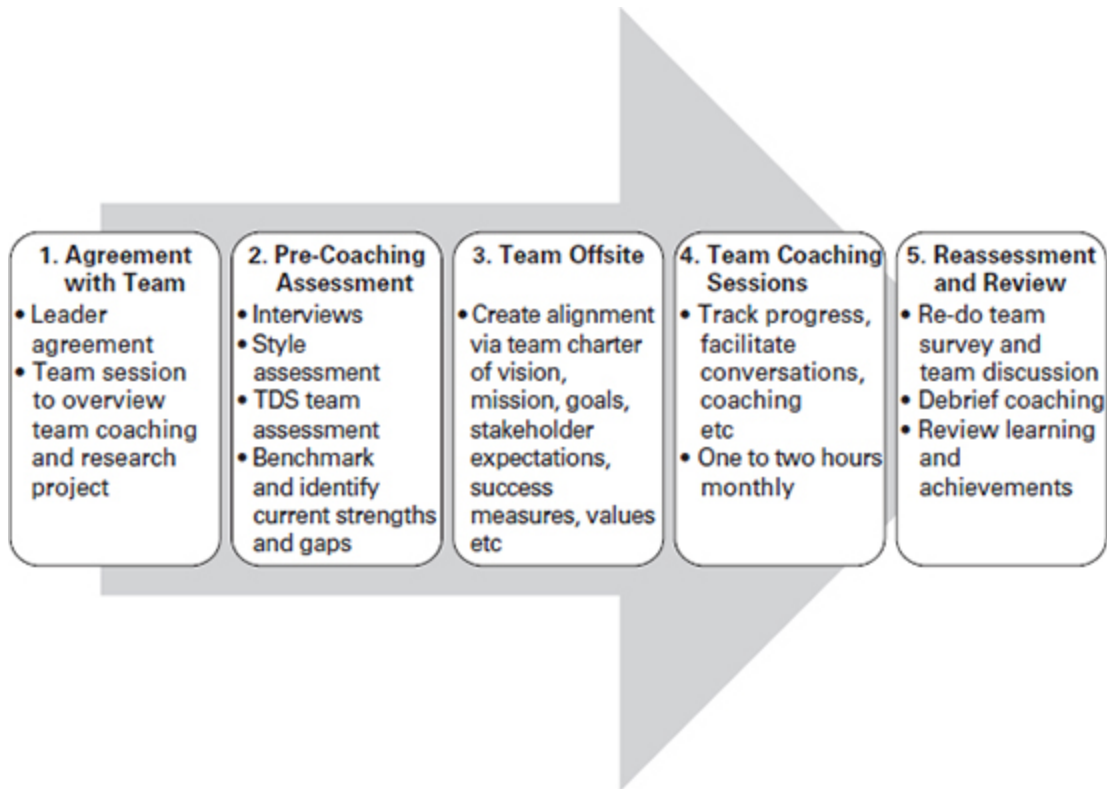 1. Agreement
with Team
• Leader
agreement
• Team session
to overview
team coaching
and research
project
2. Pre-Coaching
Assessment
• Interviews
• Style
assessment
• TDS team
assessment
• Benchmark
and identify
current strengths
and gaps
3. Team Offsite
• Create alignment
via team charter
of vision,
mission, goals,
stakeholder
expectations,
success
measures, values
etc
4. Team Coaching
Sessions
• Track progress,
facilitate
conversations,
coaching
etc
• One to two hours
monthly
5. Reassessment
and Review
• Re-do team
survey and
team discussion
• Debrief coaching
• Review learning
and
achievements